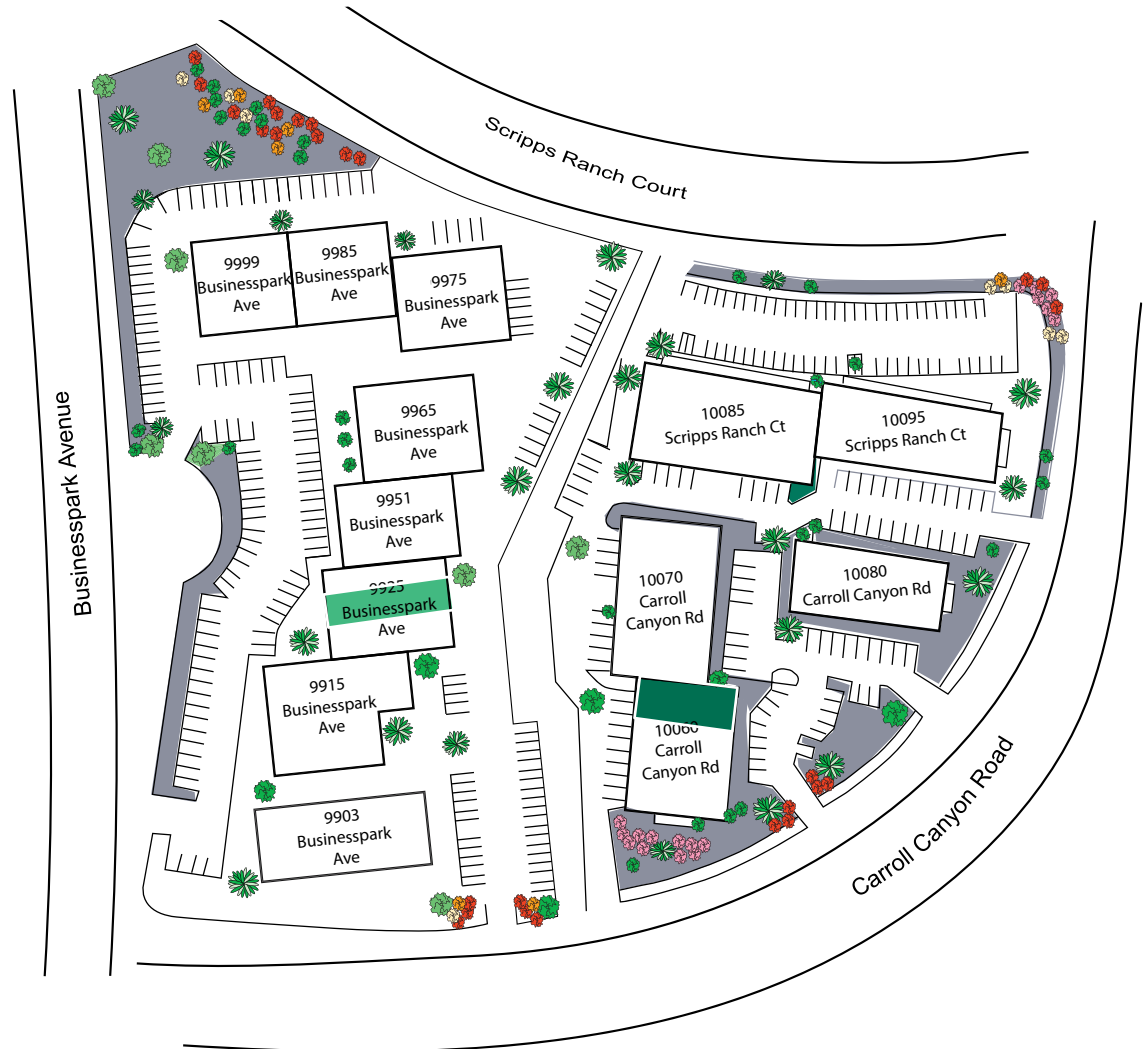 Scripps Ranch Court
9999
Businesspark
Ave
9985
Businesspark
Ave
9975
Businesspark
Ave
9965
Businesspark
Ave
10085
Scripps Ranch Ct
10095
Scripps Ranch Ct
Businesspark Avenue
9951
Businesspark
Ave
9925
Businesspark
Ave
10070
Carroll
Canyon Rd
10080
Carroll Canyon Rd
9915
Businesspark
Ave
10060
Carroll
Canyon Rd
9903
Businesspark
Ave
Carroll Canyon Road